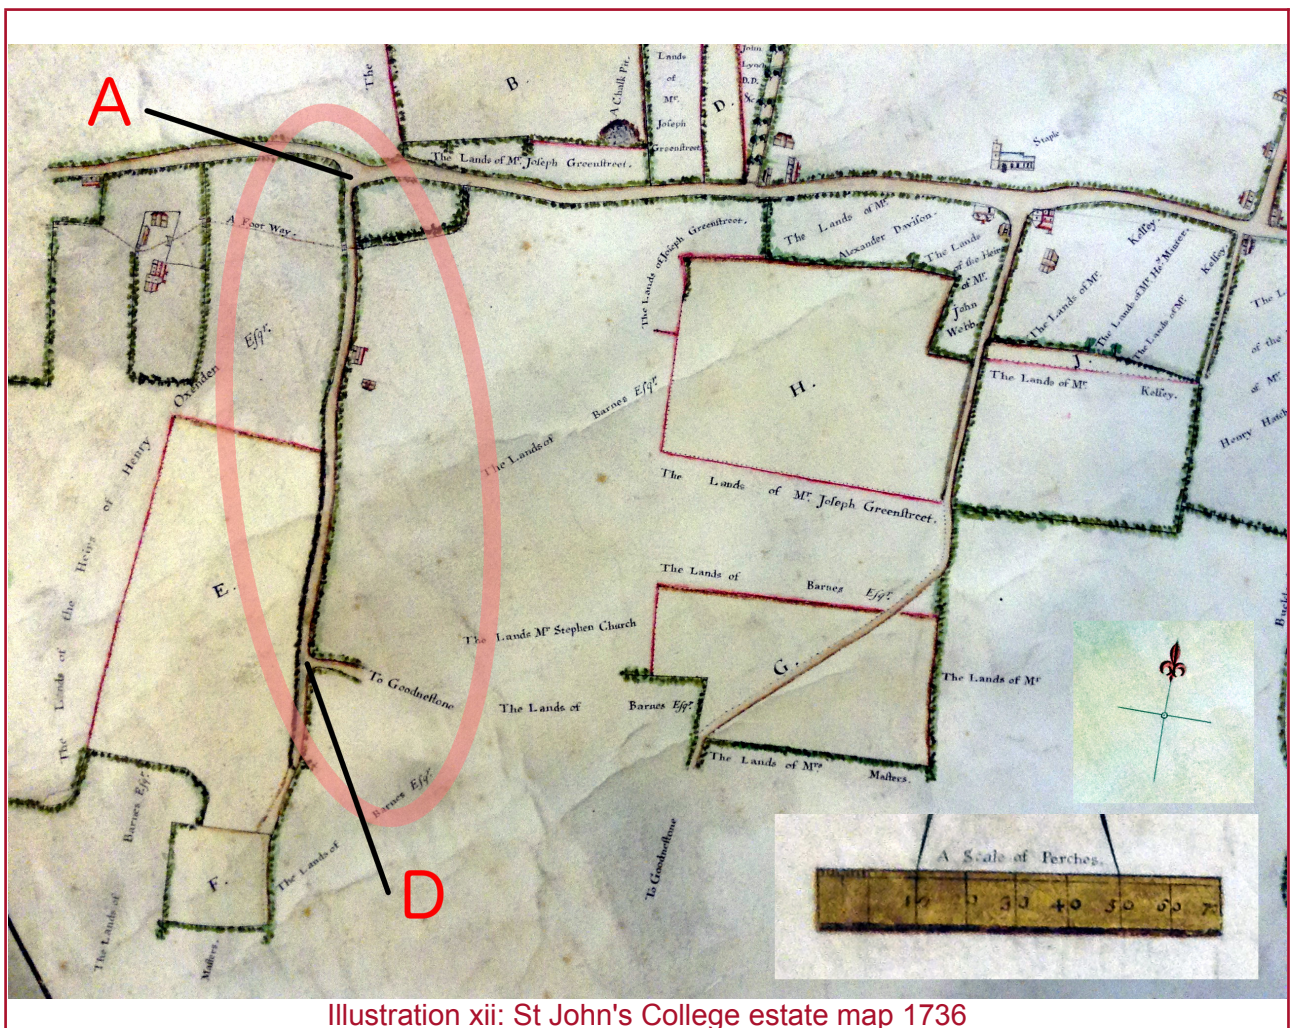 A
D
The
B.
A Chalk Pit.
Lands
of
Mr.
Joseph
Greenstreet.
D.
John
Lynch
D.D.
&c.
The Lands of Mr. Joseph Greenstreet.
Staple
A Foot Way.
Esqr.
Oxenden
Henry
of
Heirs
the
of
Lands
The
The Lands of Joseph Greenstreet.
The Lands of Mr.
Alexander Davison.
The Lands
of the Heirs
of Mr.
John
Webb.
The Lands of Mr. Kelsey.
The Lands of Mr. Hey. Minter.
The Lands of Mr. Kelsey
J.
The Lands of Mr. Kelsey.
The L
of the
of Mr.
Henry Hatch
H.
The Lands of Barnes Esqr.
The Lands of Mr. Joseph Greenstreet.
E.
The Lands of Barnes Esqr.
The Lands Mr Stephen Church
G.
To Goodnestone
The Lands of Barnes Esqr.
The Lands of Mr
The Lands of Mrs Masters.
The Lands of Barnes Esqr.
To Goodnestone
F.
The Lands of Barnes Esqr.
Masters.
A Scale of Perches.
10 20 30 40 50 60 7
Illustration xii: St John's College estate map 1736